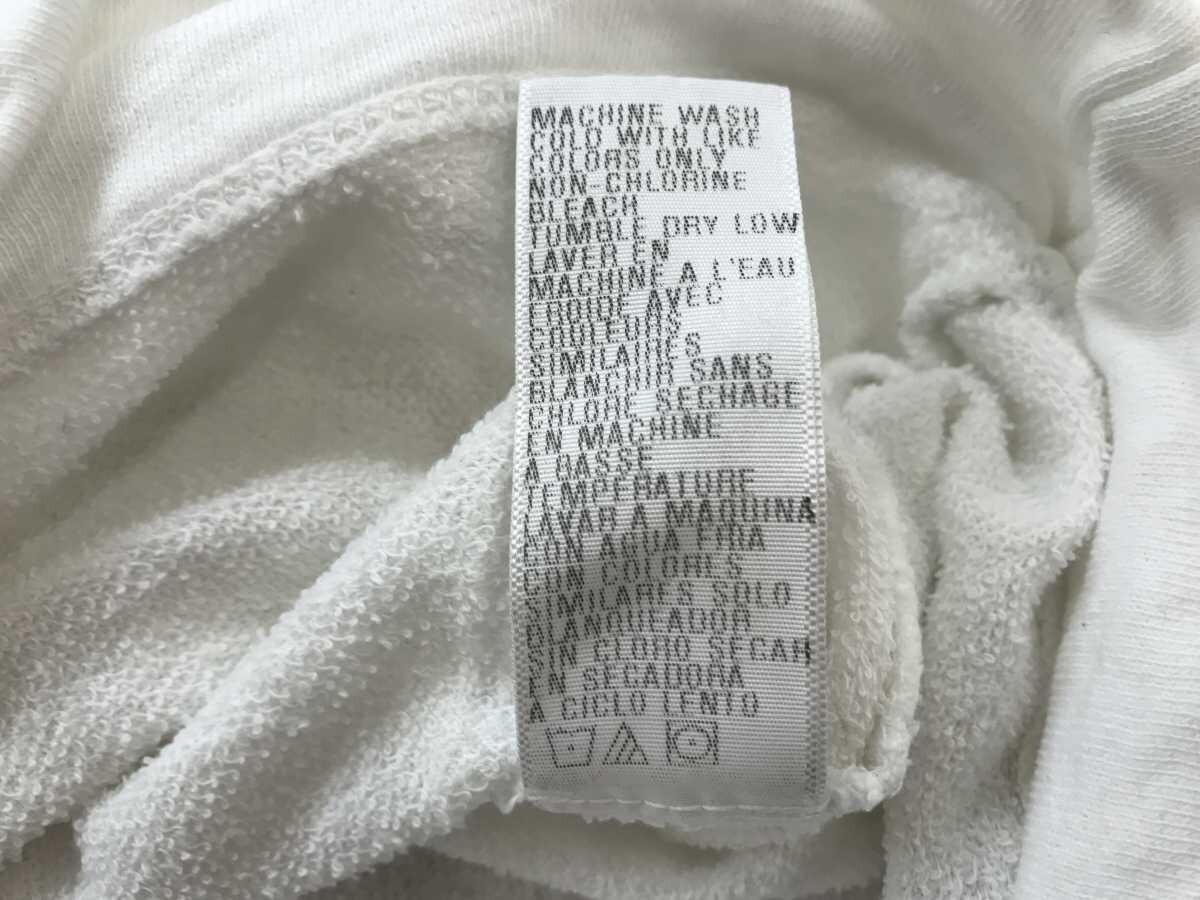 MACHINE WASH
COLD WITH LIKE
COLORS ONLY
NON-CHLORINE
BLEACH
TUMBLE DRY LOW
LAVER EN
MACHINE A L'EAU
FROIDE AVEC
COULEURS
SIMILAIRES
BLANCHIR SANS
CHLORE SECHAGE
EN MACHINE
A BASSE
TEMPERATURE
LAVAR A MAQUINA
CON AGUA FRIA
CON COLORES
SIMILARES SOLO
BLANQUEADOR
SIN CLORO SECAR
EN SECADORA
A CICLO LENTO